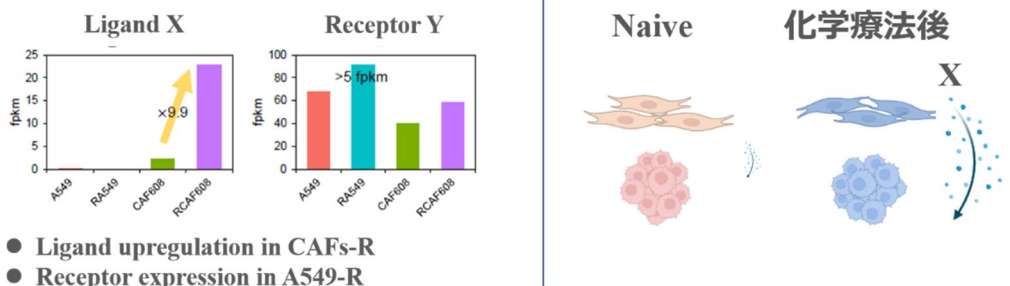 Ligand X
fpkm
25
20
15
10
5
0
×9.9
A549
RA549
CAF608
RCAF608
Receptor Y
fpkm
100
80
60
40
20
0
>5 fpkm
A549
RA549
CAF608
RCAF608
● Ligand upregulation in CAFs-R
● Receptor expression in A549-R
Naive
化学療法後
X